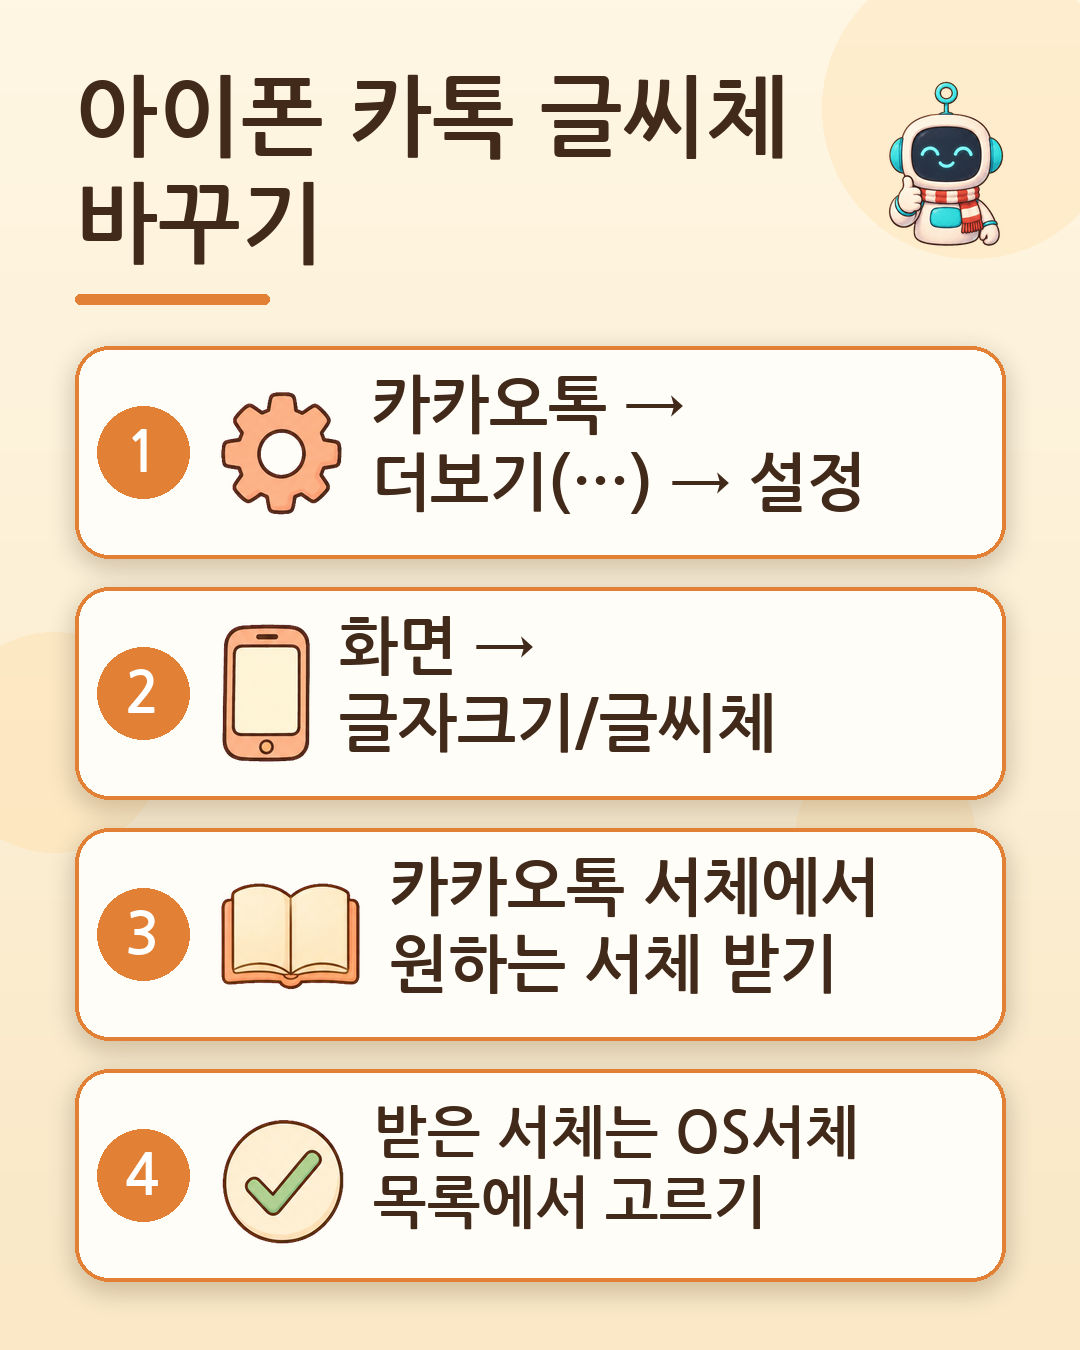 아이폰 카톡 글씨체
바꾸기
1
카카오톡 →
더보기(···) → 설정
2
화면 →
글자크기/글씨체
3
카카오톡 서체에서
원하는 서체 받기
4
받은 서체는 OS서체
목록에서 고르기